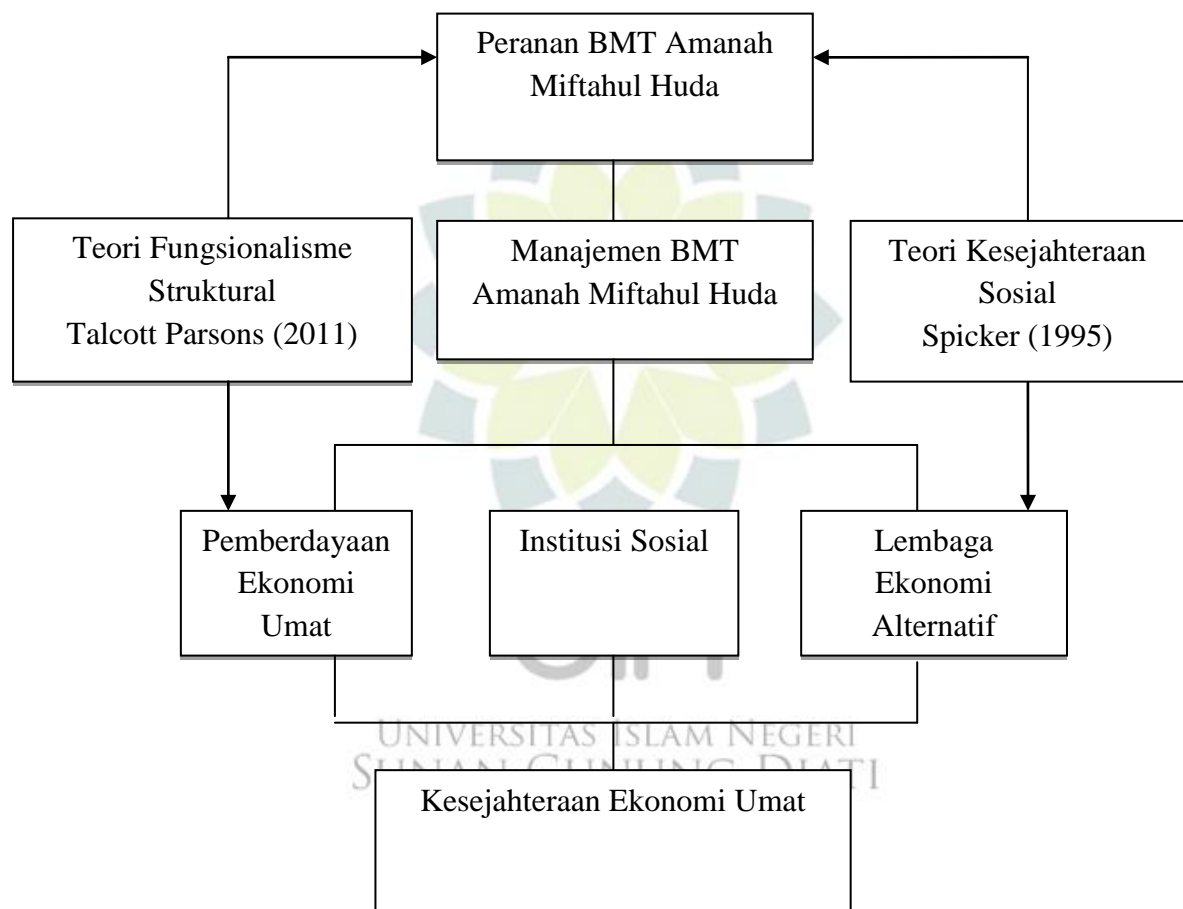 Peranan BMT Amanah
Miftahul Huda
Teori Fungsionalisme
Struktural
Talcott Parsons (2011)
Manajemen BMT
Amanah Miftahul Huda
Teori Kesejahteraan
Sosial
Spicker (1995)
Pemberdayaan
Ekonomi
Umat
Institusi Sosial
Lembaga
Ekonomi
Alternatif
UNIVERSITAS ISLAM NEGERI
SUNAN GUNUNG DJATI
Kesejahteraan Ekonomi Umat